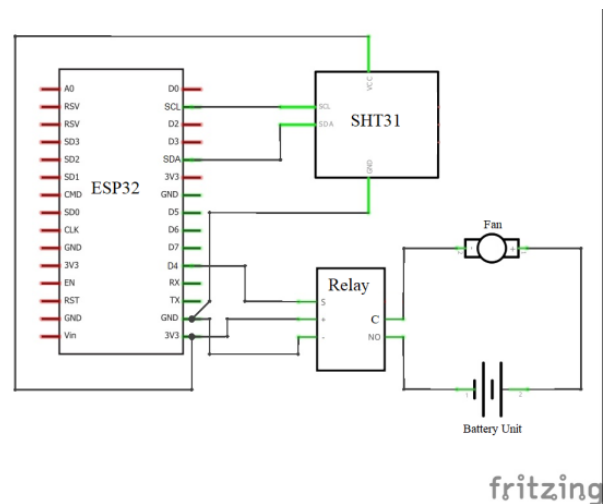 A0
RSV
RSV
SD3
SD2
SD1
CMD
SD0
CLK
GND
3V3
EN
RST
GND
Vin
ESP32
D0
SCL
D2
D3
SDA
3V3
GND
D5
D6
D7
D4
RX
TX
GND
3V3
VCC
SCL
SDA
SHT31
GND
Relay
S
+
-
C
NO
Fan
- +
1 2
Battery Unit
fritzing